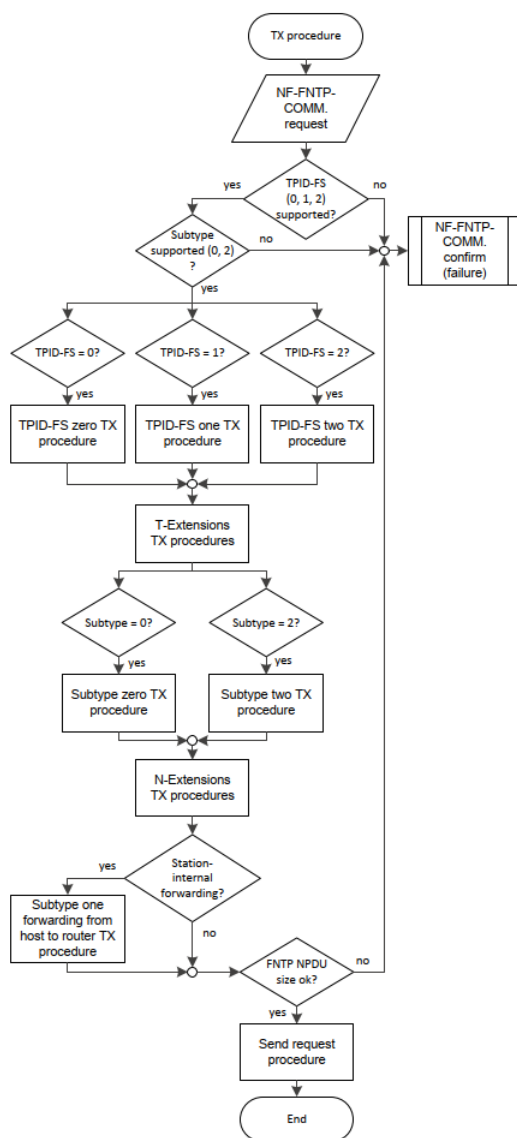 TX procedure
NF-FNTP-
COMM.
request
yes
TPID-FS
(0, 1, 2)
supported?
no
Subtype
supported (0, 2)
?
no
NF-FNTP-
COMM.
confirm
(failure)
yes
TPID-FS = 0?
TPID-FS = 1?
TPID-FS = 2?
yes
yes
yes
TPID-FS zero TX
procedure
TPID-FS one TX
procedure
TPID-FS two TX
procedure
T-Extensions
TX procedures
Subtype = 0?
Subtype = 2?
yes
yes
Subtype zero TX
procedure
Subtype two TX
procedure
N-Extensions
TX procedures
yes
Station-
internal
forwarding?
Subtype one
forwarding from
host to router TX
procedure
no
FNTP NPDU
size ok?
no
yes
Send request
procedure
End